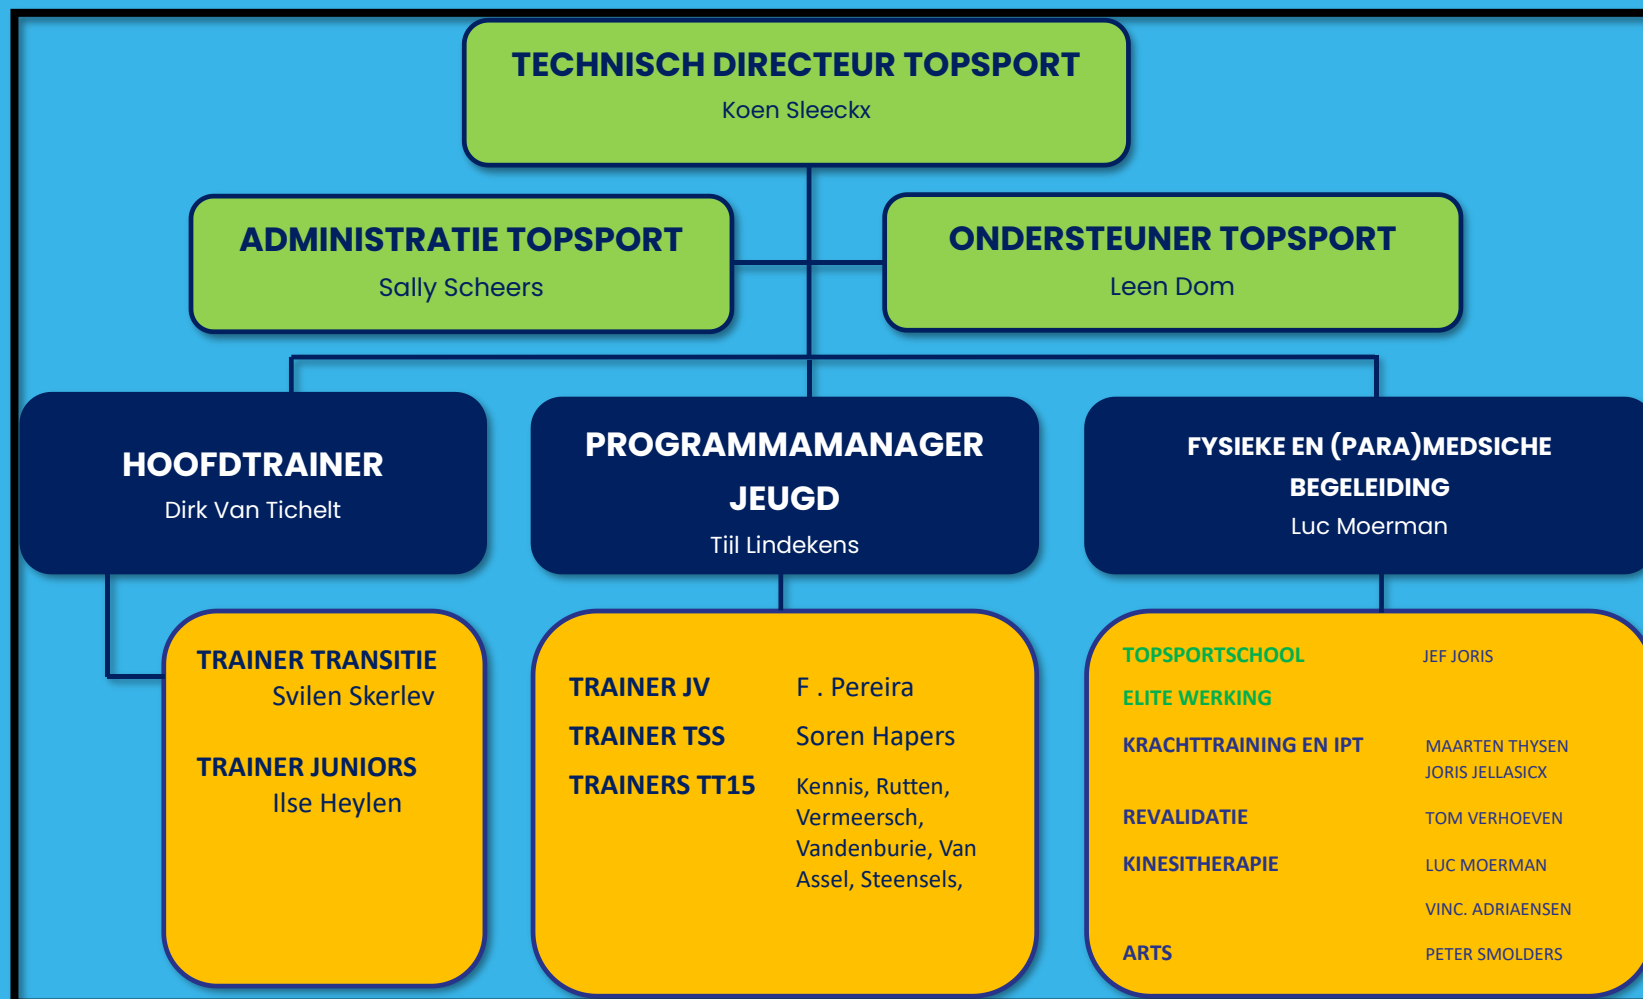 TECHNISCH DIRECTEUR TOPSPORT
Koen Sleeckx
ADMINISTRATIE TOPSPORT
Sally Scheers
ONDERSTEUNER TOPSPORT
Leen Dom
HOOFDTRAINER
Dirk Van Tichelt
PROGRAMMAMANAGER
JEUGD
Tijl Lindekens
FYSIEKE EN (PARA)MEDSICHE
BEGELEIDING
Luc Moerman
TRAINER TRANSITIE
Svilen Skerlev
TRAINER JUNIORS
Ilse Heylen
TRAINER JV F . Pereira
TRAINER TSS Soren Hapers
TRAINERS TT15 Kennis, Rutten,
Vermeersch,
Vandenburie, Van
Assel, Steensels,
TOPSPORTSCHOOL JEF JORIS
ELITE WERKING
KRACHTTRAINING EN IPT MAARTEN THYSEN
JORIS JELLASICX
REVALIDATIE TOM VERHOEVEN
KINESITHERAPIE LUC MOERMAN
VINC. ADRIAENSEN
ARTS PETER SMOLDERS